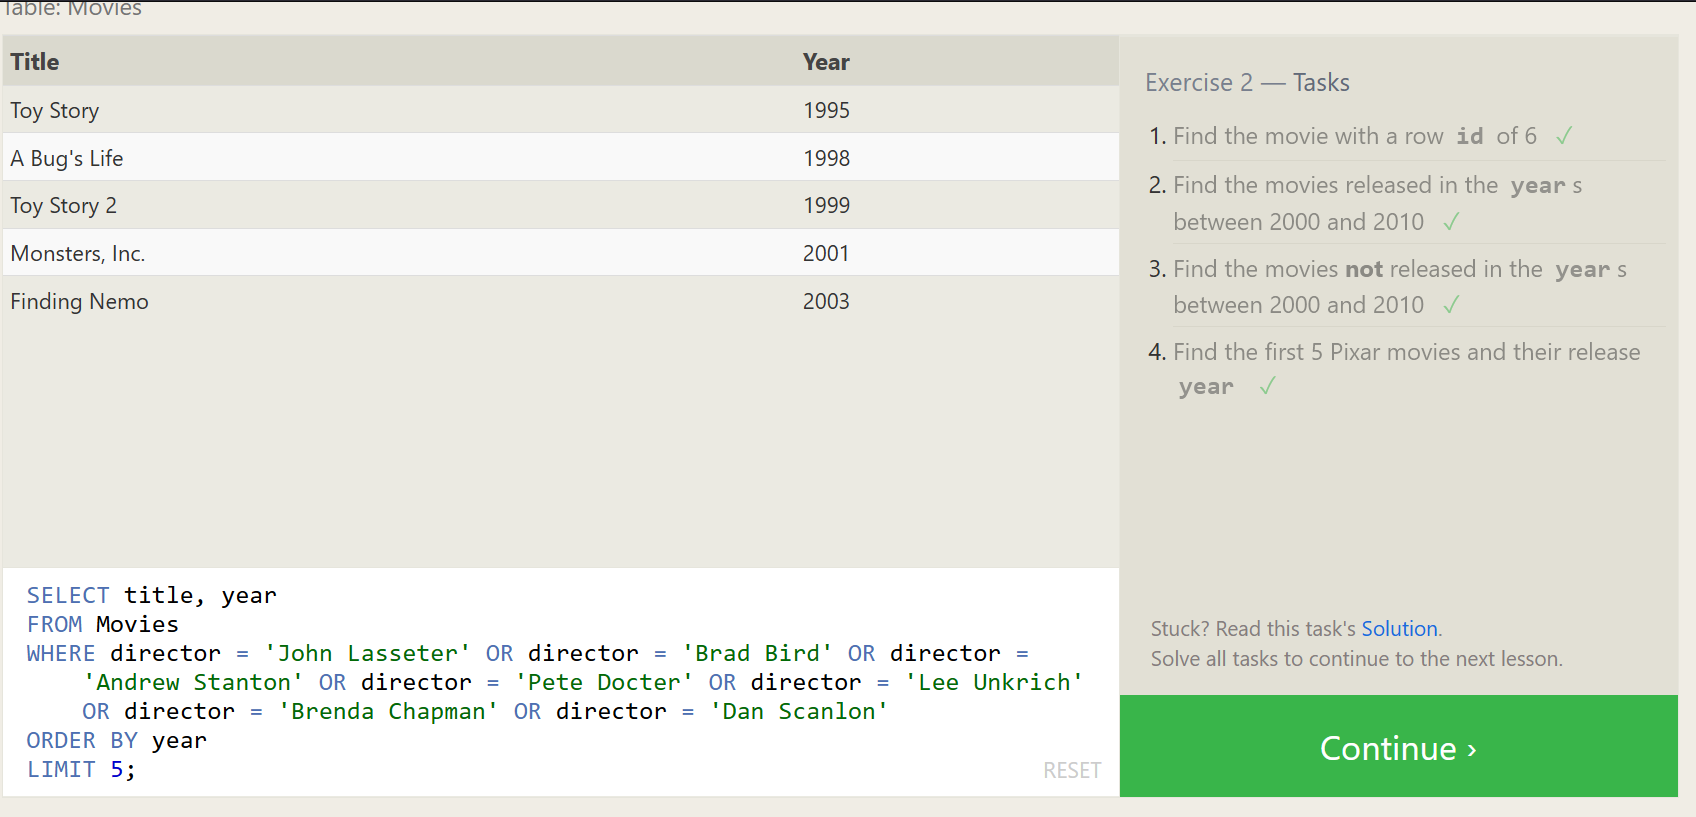 Table: Movies
Title Year
Toy Story 1995
A Bug's Life 1998
Toy Story 2 1999
Monsters, Inc. 2001
Finding Nemo 2003
SELECT title, year
FROM Movies
WHERE director = 'John Lasseter' OR director = 'Brad Bird' OR director =
'Andrew Stanton' OR director = 'Pete Docter' OR director = 'Lee Unkrich'
OR director = 'Brenda Chapman' OR director = 'Dan Scanlon'
ORDER BY year
LIMIT 5;
RESET
Exercise 2 — Tasks
1. Find the movie with a row id of 6 ✓
2. Find the movies released in the year s
between 2000 and 2010 ✓
3. Find the movies not released in the year s
between 2000 and 2010 ✓
4. Find the first 5 Pixar movies and their release
year ✓
Stuck? Read this task's Solution.
Solve all tasks to continue to the next lesson.
Continue ›